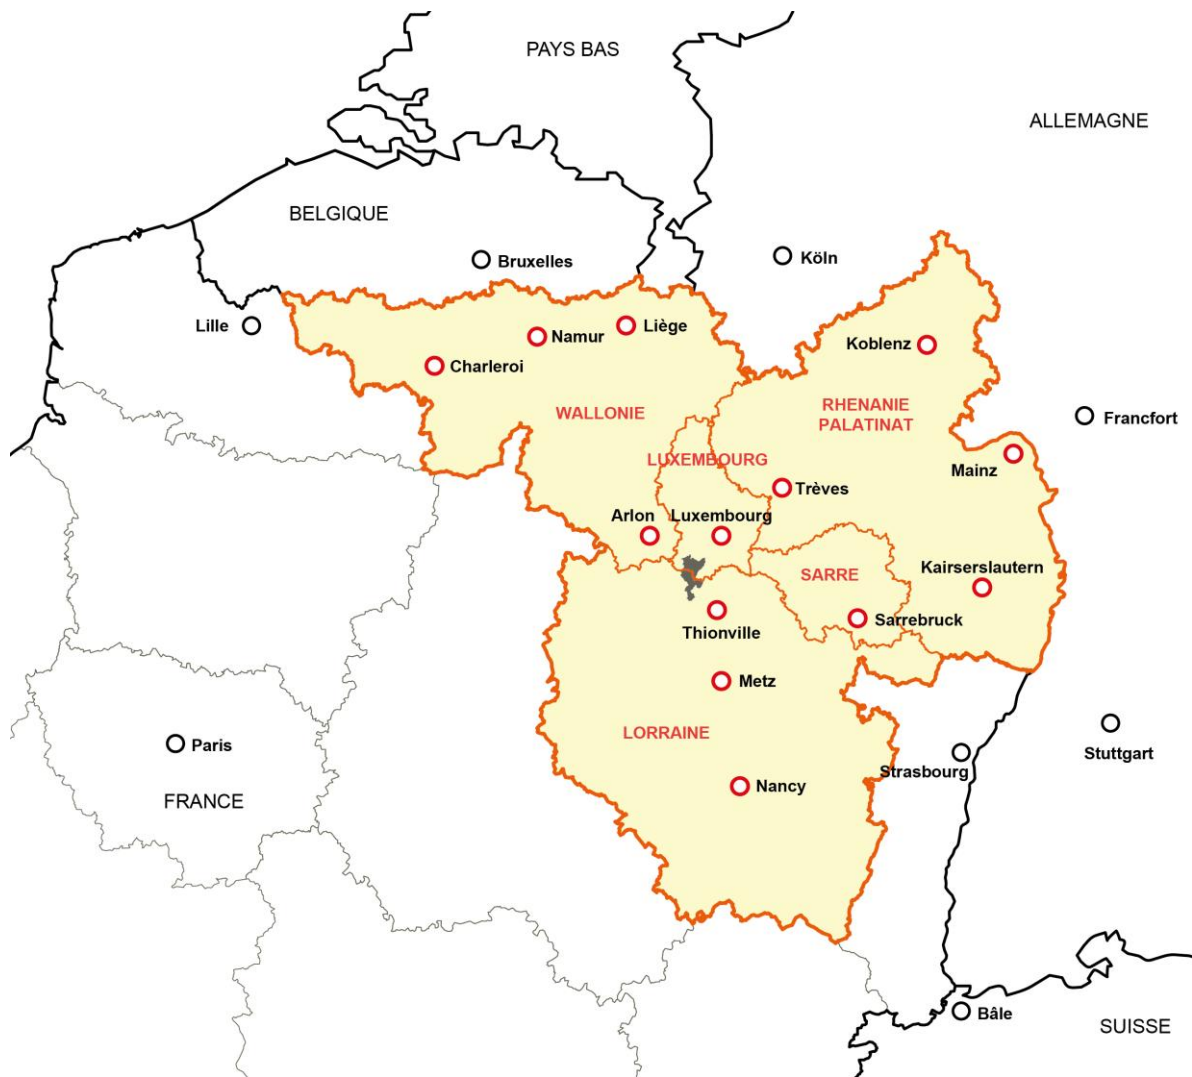 PAYS BAS
ALLEMAGNE
BELGIQUE
Bruxelles
Köln
Lille
Namur
Liège
Koblenz
Charleroi
WALLONIE
RHENANIE
PALATINAT
Francfort
LUXEMBOURG
Mainz
Trèves
Arlon
Luxembourg
SARRE
Kairserslautern
Thionville
Sarrebruck
Metz
LORRAINE
Paris
Strasbourg
Stuttgart
FRANCE
Nancy
Bâle
SUISSE